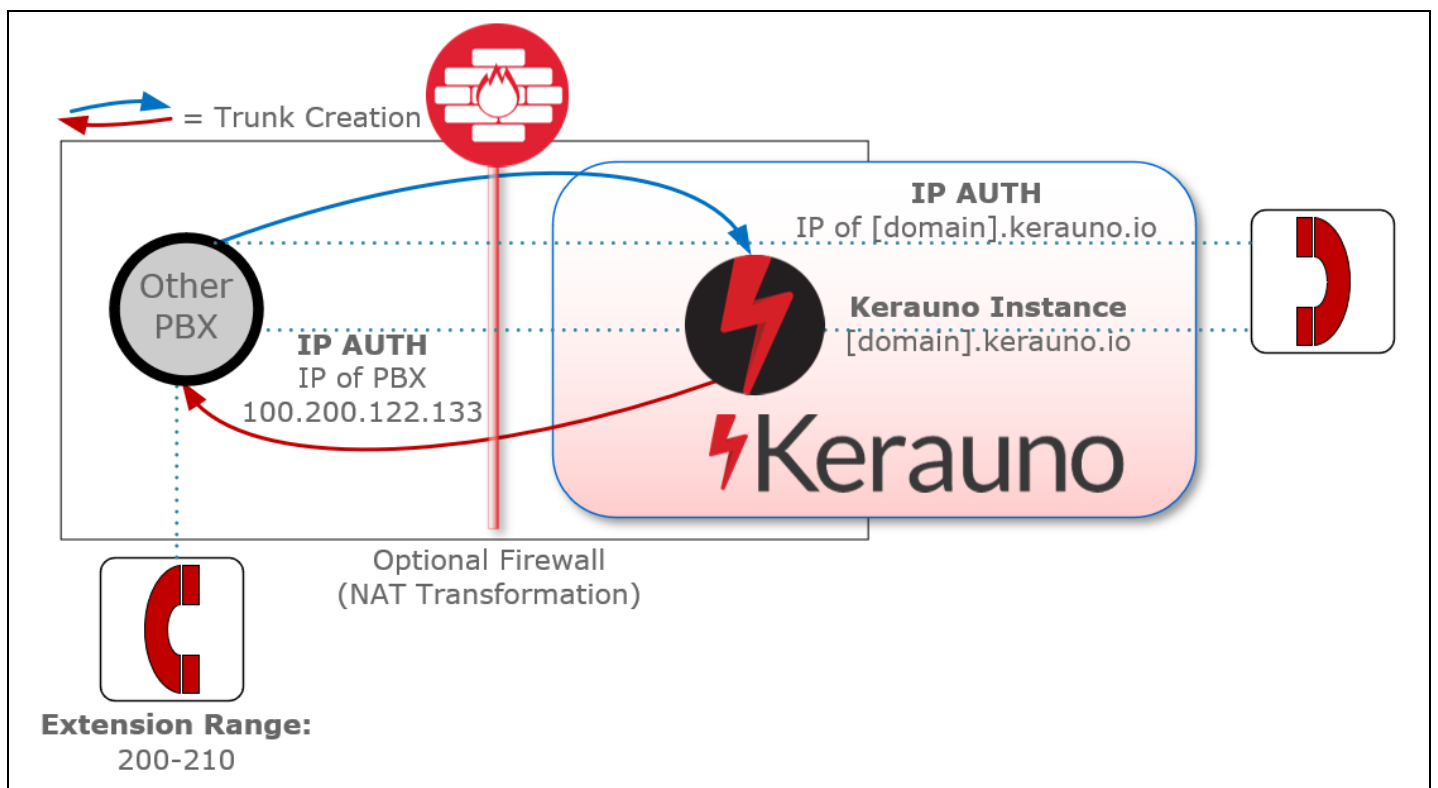 = Trunk Creation
IP AUTH
IP of [domain].kerauno.io
Other
PBX
Kerauno Instance
[domain].kerauno.io
IP AUTH
IP of PBX
100.200.122.133
Kerauno
Optional Firewall
(NAT Transformation)
Extension Range:
200-210